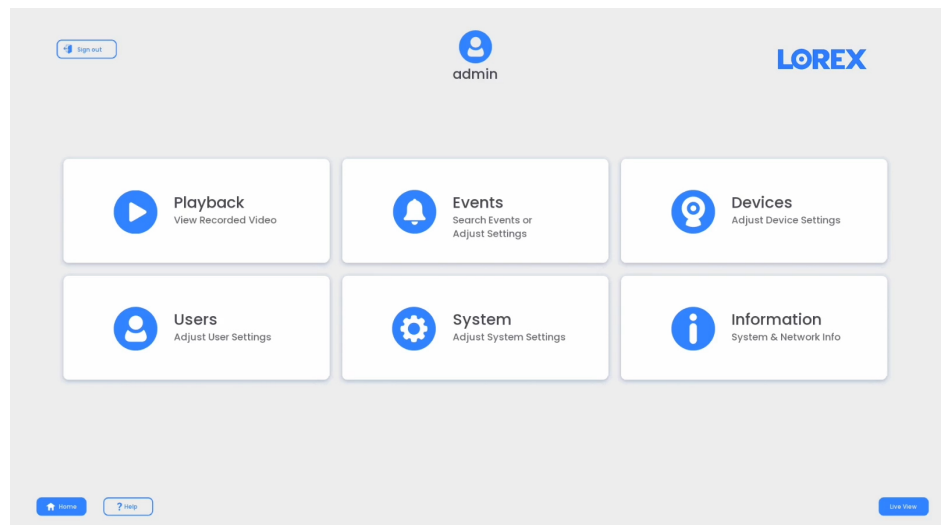 Sign out
admin
LOREX
Playback
View Recorded Video
Events
Search Events or
Adjust Settings
Devices
Adjust Device Settings
Users
Adjust User Settings
System
Adjust System Settings
Information
System & Network Info
Home
? Help
Live View